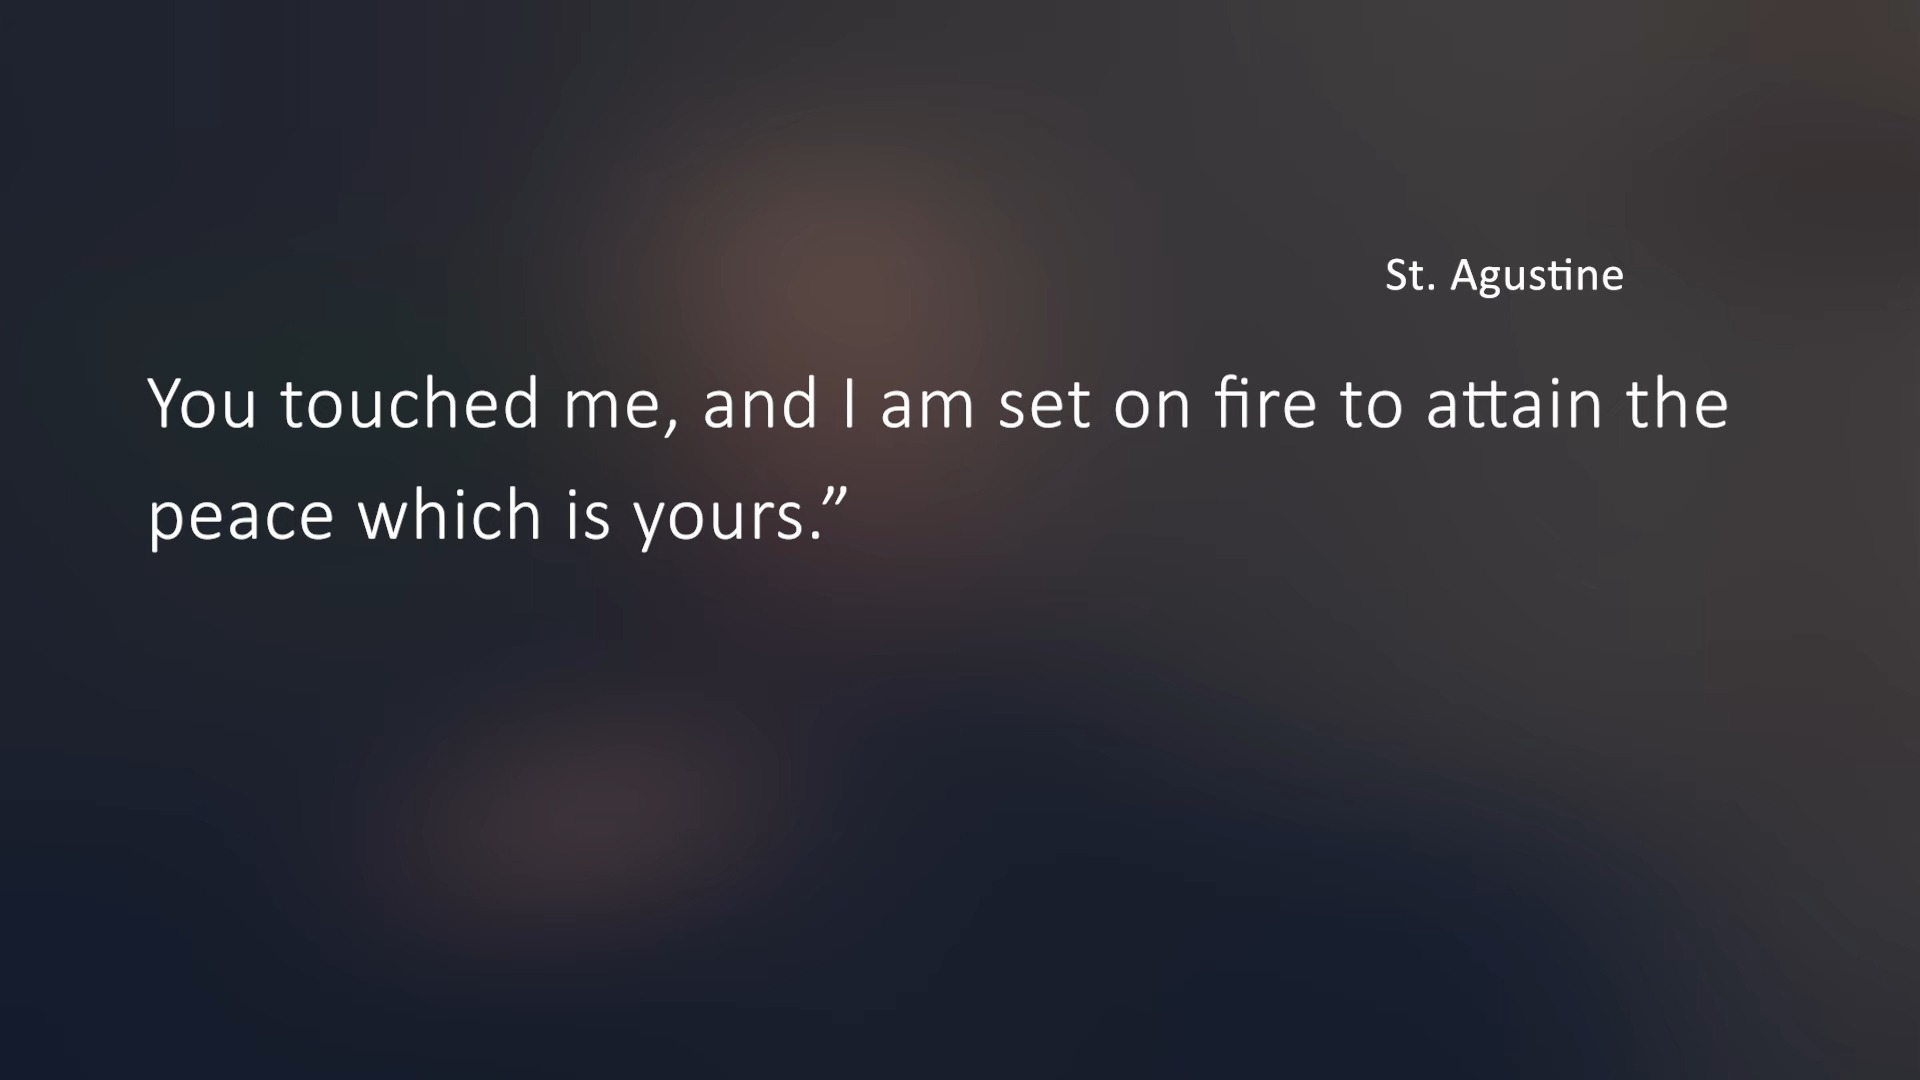 St. Agustine
You touched me, and I am set on fire to attain the
peace which is yours.”